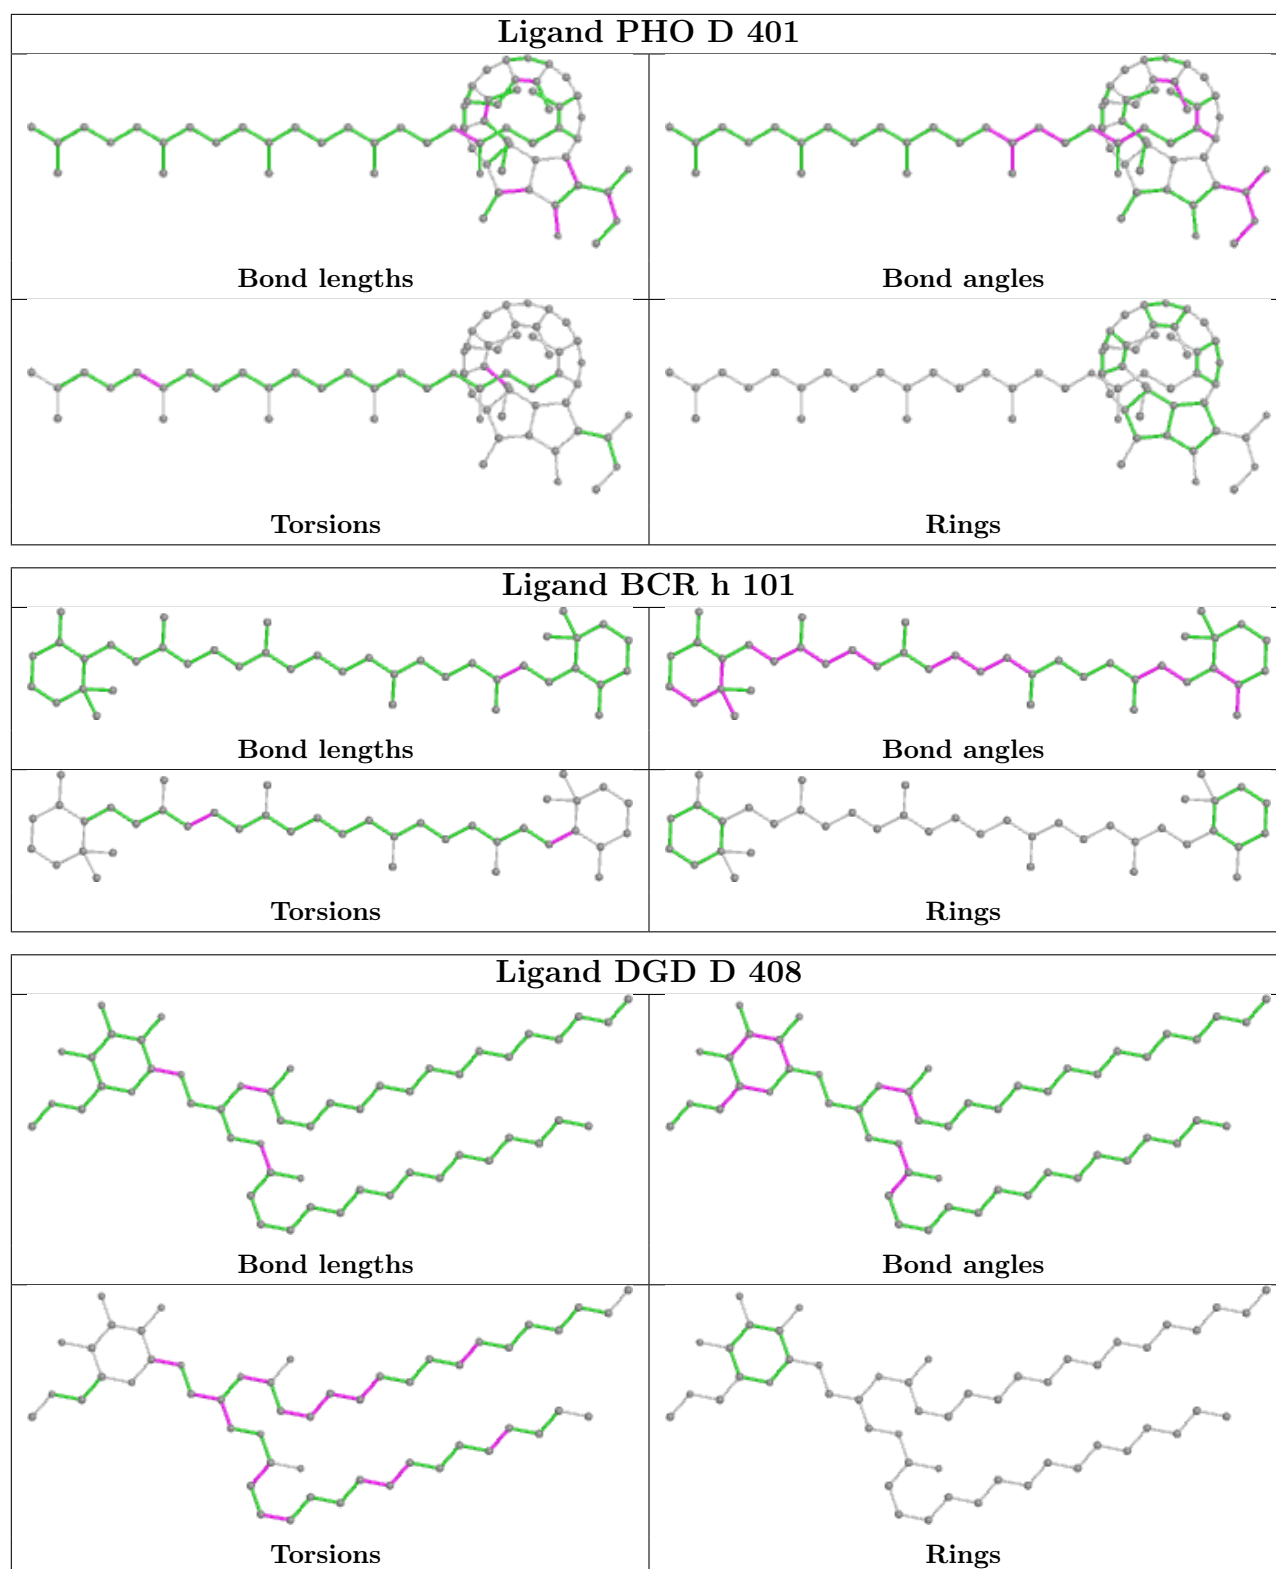 Ligand PHO D 401
Bond lengths
Bond angles
Torsions
Rings
Ligand BCR h 101
Bond lengths
Bond angles
Torsions
Rings
Ligand DGD D 408
Bond lengths
Bond angles
Torsions
Rings